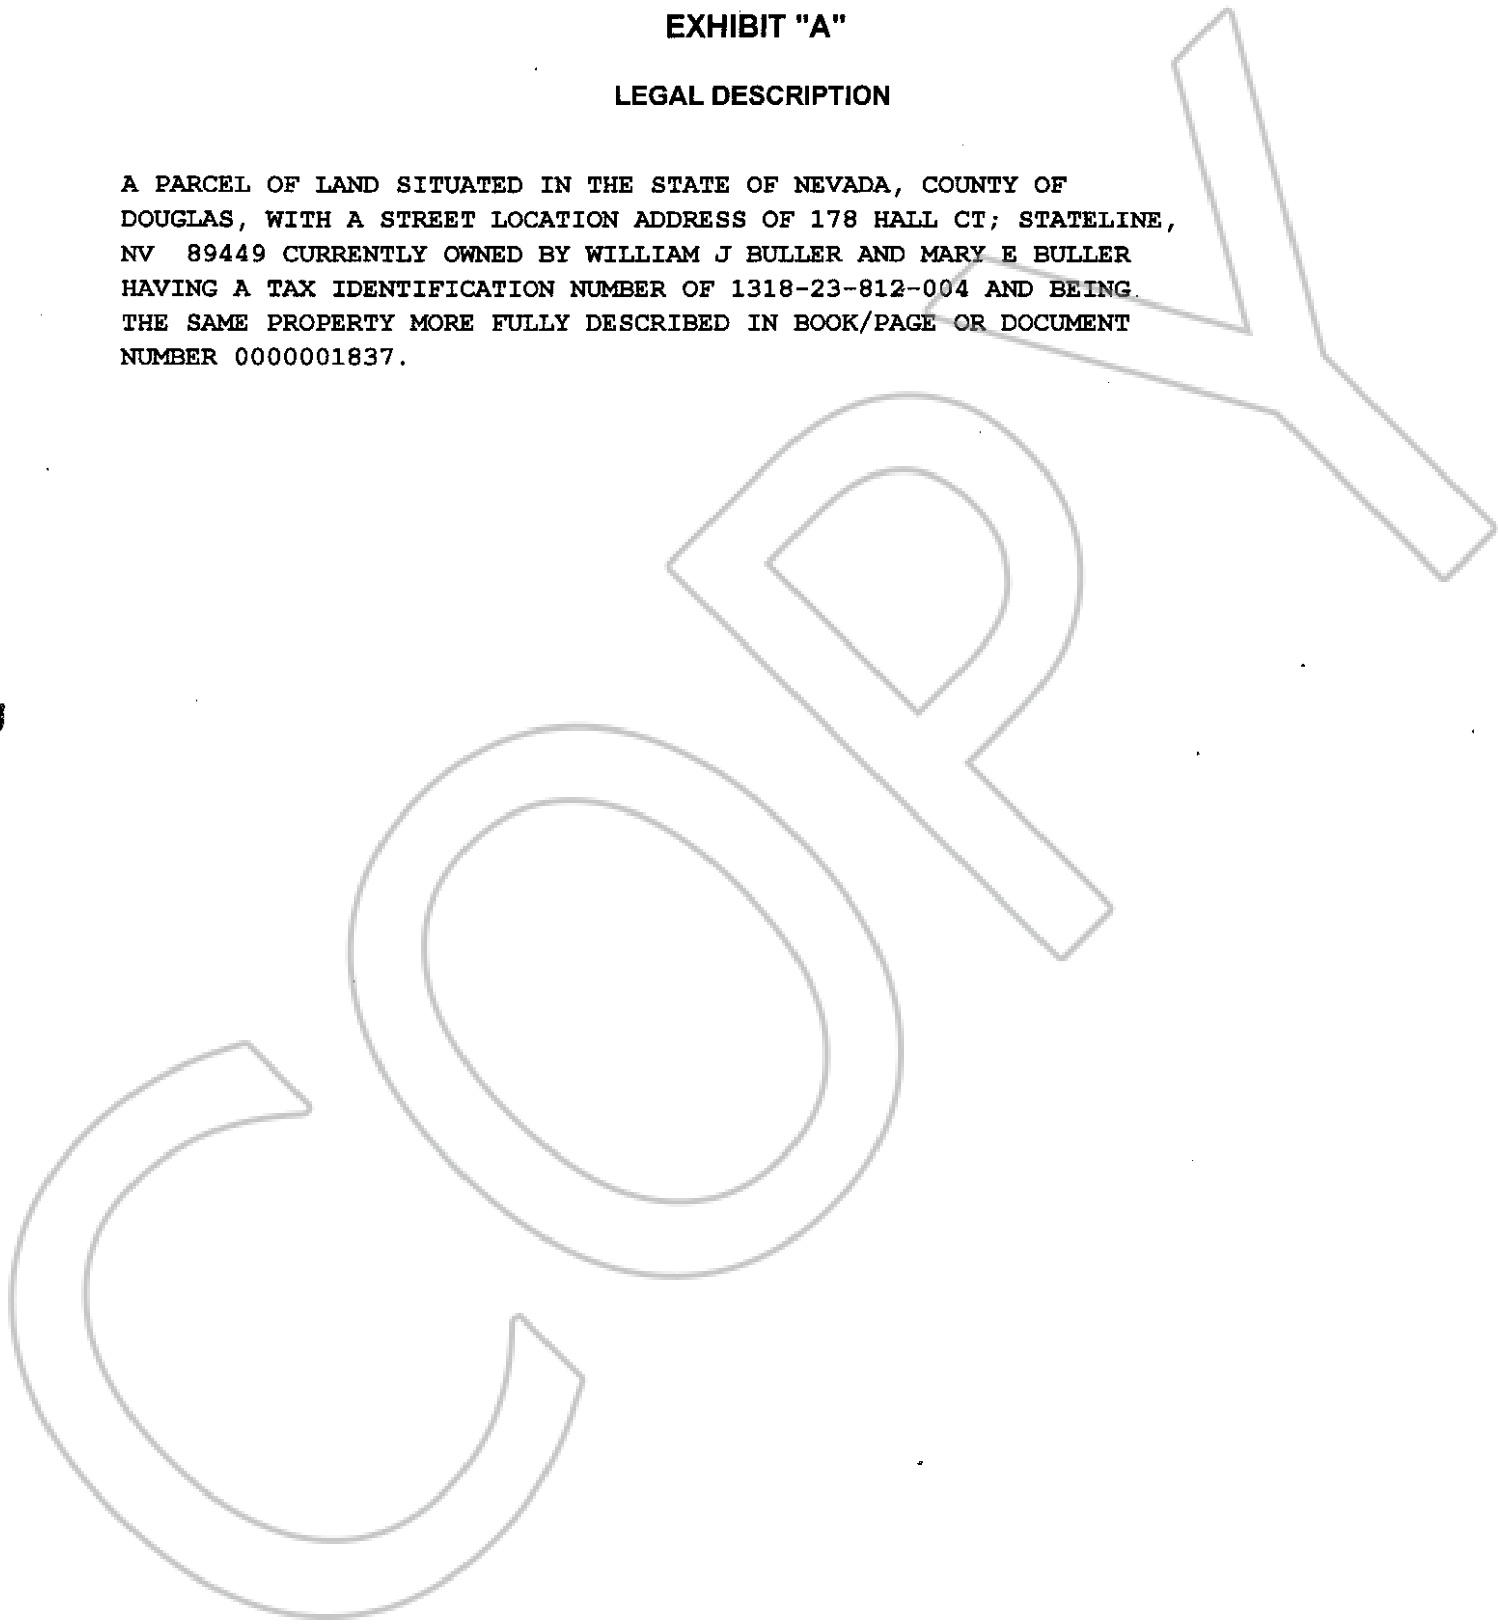 EXHIBIT "A"
LEGAL DESCRIPTION
A PARCEL OF LAND SITUATED IN THE STATE OF NEVADA, COUNTY OF
DOUGLAS, WITH A STREET LOCATION ADDRESS OF 178 HALL CT; STATELINE,
NV  89449 CURRENTLY OWNED BY WILLIAM J BULLER AND MARY E BULLER
HAVING A TAX IDENTIFICATION NUMBER OF 1318-23-812-004 AND BEING
THE SAME PROPERTY MORE FULLY DESCRIBED IN BOOK/PAGE OR DOCUMENT
NUMBER 0000001837.
COPY